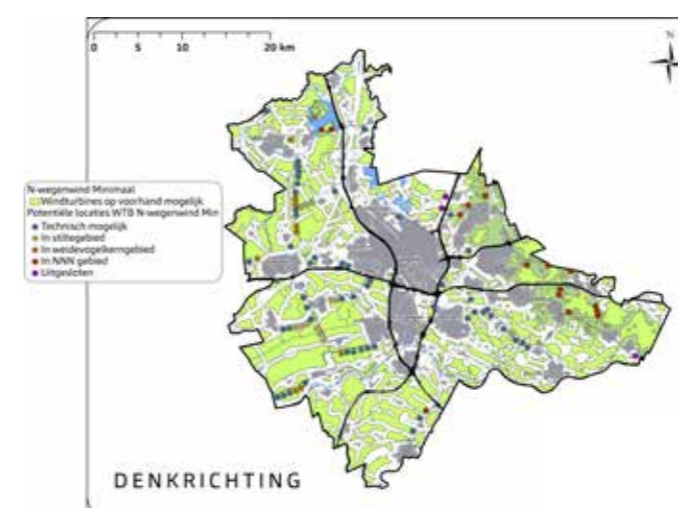 0 5 10 20 km
N
N-wegenwind Minimaal
Windturbines op voorhand mogelijk
Potentiële locaties WTB N-wegenwind Min
Technisch mogelijk
In stiltegebied
In weidevogelkerngebied
In NNN gebied
Uitgesloten
DENKRICHTING